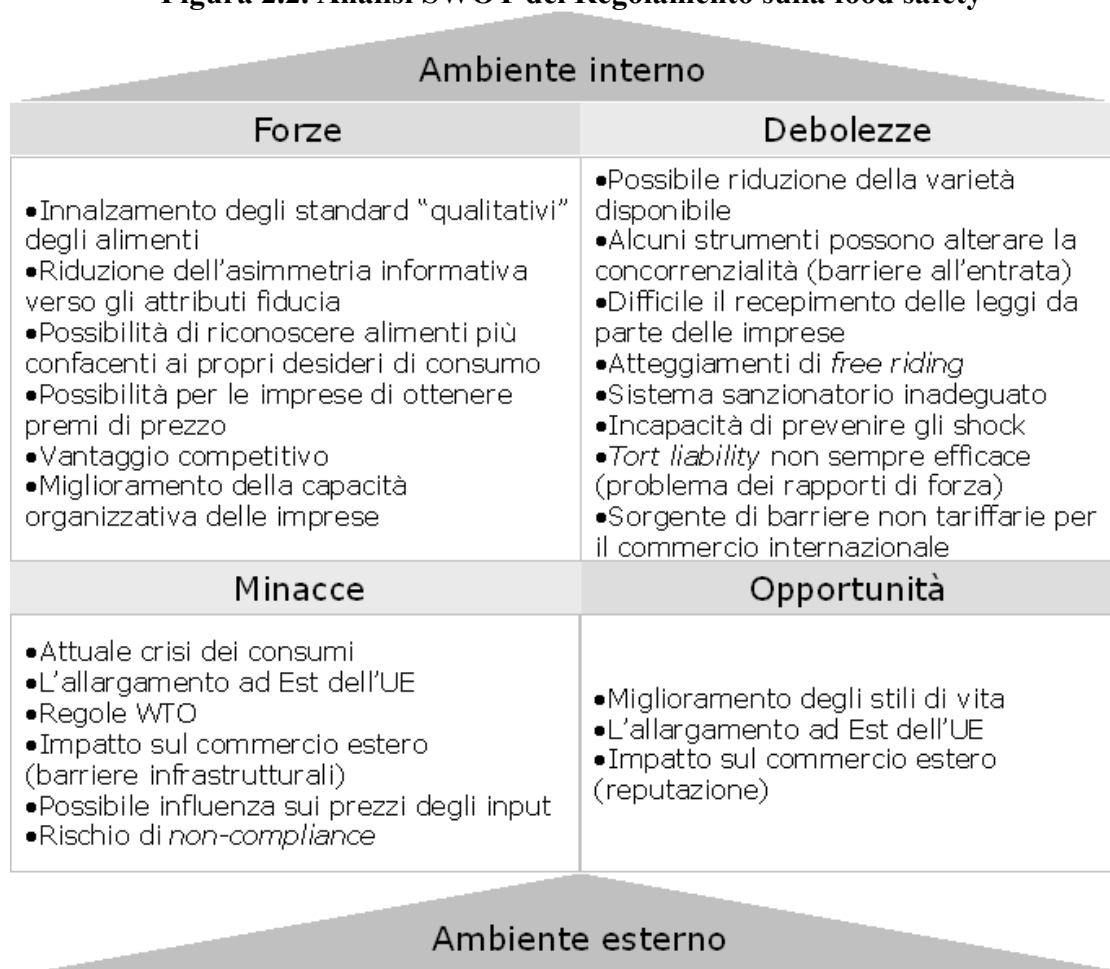 Figura 2.2. Analisi SWOT del Regolamento sulla food safety
Ambiente interno
Forze
•Innalzamento degli standard “qualitativi”
degli alimenti
•Riduzione dell’asimmetria informativa
verso gli attributi fiducia
•Possibilità di riconoscere alimenti più
confacenti ai propri desideri di consumo
•Possibilità per le imprese di ottenere
premi di prezzo
•Vantaggio competitivo
•Miglioramento della capacità
organizzativa delle imprese
Debolezze
•Possibile riduzione della varietà
disponibile
•Alcuni strumenti possono alterare la
concorrenzialità (barriere all’entrata)
•Difficile il recepimento delle leggi da
parte delle imprese
•Atteggiamenti di free riding
•Sistema sanzionatorio inadeguato
•Incapacità di prevenire gli shock
•Tort liability non sempre efficace
(problema dei rapporti di forza)
•Sorgente di barriere non tariffarie per
il commercio internazionale
Minacce
•Attuale crisi dei consumi
•L’allargamento ad Est dell’UE
•Regole WTO
•Impatto sul commercio estero
(barriere infrastrutturali)
•Possibile influenza sui prezzi degli input
•Rischio di non-compliance
Opportunità
•Miglioramento degli stili di vita
•L’allargamento ad Est dell’UE
•Impatto sul commercio estero
(reputazione)
Ambiente esterno